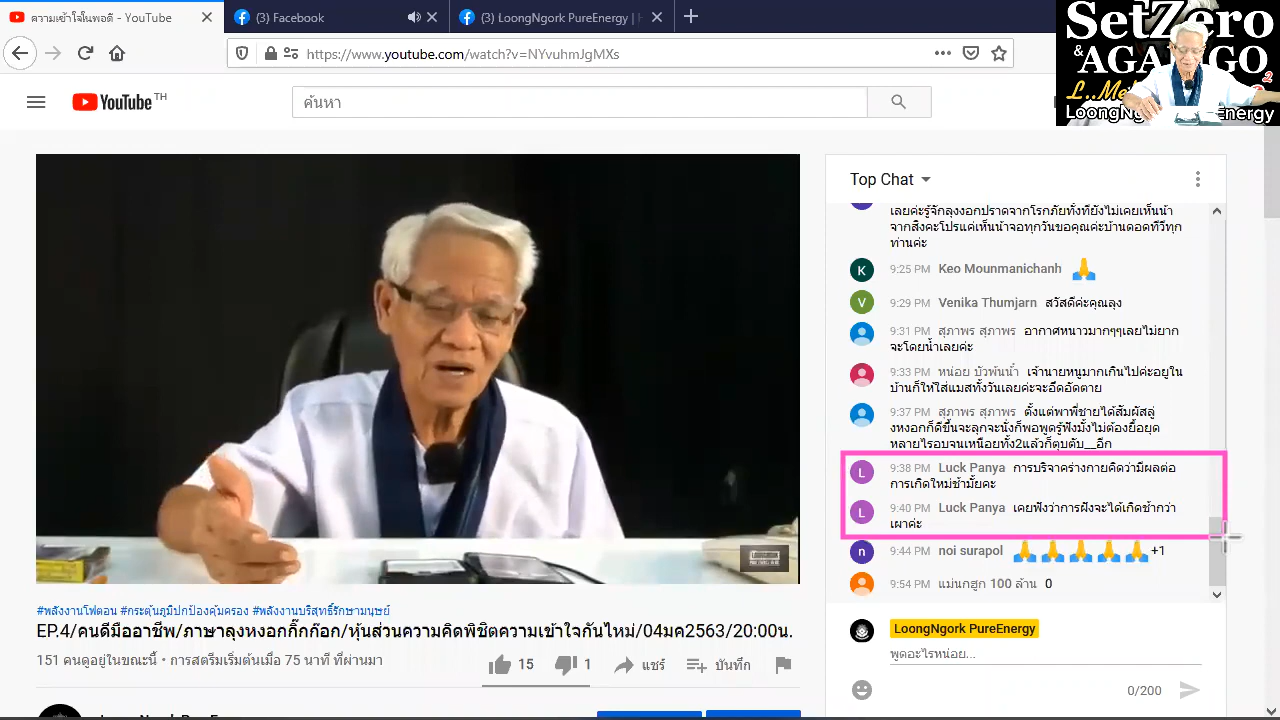 ความเข้าใจในพอดี - YouTube
(3) Facebook
(3) LoongNgork PureEnergy | H
https://www.youtube.com/watch?v=NYvuhmJgMXs
SetZero
&
LoongNg
Energy
YouTube TH
ค้นหา
Top Chat
เลยค่ะรู้จักลุงงอกปราดจากโรคภัยทั้งที่ยังไม่เคยเห็นน้า
จากสิงคะโปรแค่เห็นน้าจอทุกวันขอคุณค่ะบ้านดอดทีวีทุก
ท่านค่ะ
K 9:25 PM Keo Mounmanichanh 🙏
V 9:29 PM Venika Thumjarn สวัสดีค่ะคุณลุง
9:31 PM สุภาพร สุภาพร อากาศหนาวมากๆๆเลยไม่ยาก
จะโดยน้ำเลยค่ะ
9:33 PM หน่อย บัวพันน้ำ เจ้านายหนูมากเกินไปค่ะอยู่ใน
บ้านก็ให้ใส่แมสทั้งวันเลยค่ะจะอึดอัดตาย
9:37 PM สุภาพร สุภาพร ตั้งแต่พาพี่ชายได้สัมผัสลู่
งหงอกก็ดีขึ้นจะลุกจะนั่งก็พอพูดรู้ฟังมั้งไม่ต้องยื้อยุด
หลายไรอบจนเหนือยทั้ง2แล้วก็ตุบดับ__อีก
L 9:38 PM Luck Panya การบริจาคร่างกายคิดว่ามีผลต่อ
การเกิดใหม่ช้ามั้ยคะ
L 9:40 PM Luck Panya เคยฟังว่าการฝังจะได้เกิดช้ากว่า
เผาค่ะ
n 9:44 PM noi surapol 🙏🙏🙏🙏🙏 +1
9:54 PM แม่นกฮูก 100 ล้าน 0
LoongNgork PureEnergy
พูดอะไรหน่อย...
0/200
#พลังงานโฟตอน #กระตุ้นภูมิปกป้องคุ้มครอง #พลังงานบริสุทธิ์รักษามนุษย์
EP.4/คนดีมืออาชีพ/ภาษาลุงหงอกกิ๊กก๊อก/หุ้นส่วนความคิดพิชิตความเข้าใจกันไหม่/04มค2563/20:00น.
151 คนดูอยู่ในขณะนี้ • การสตรีมเริ่มต้นเมื่อ 75 นาที ที่ผ่านมา
15
1
แชร์
บันทึก